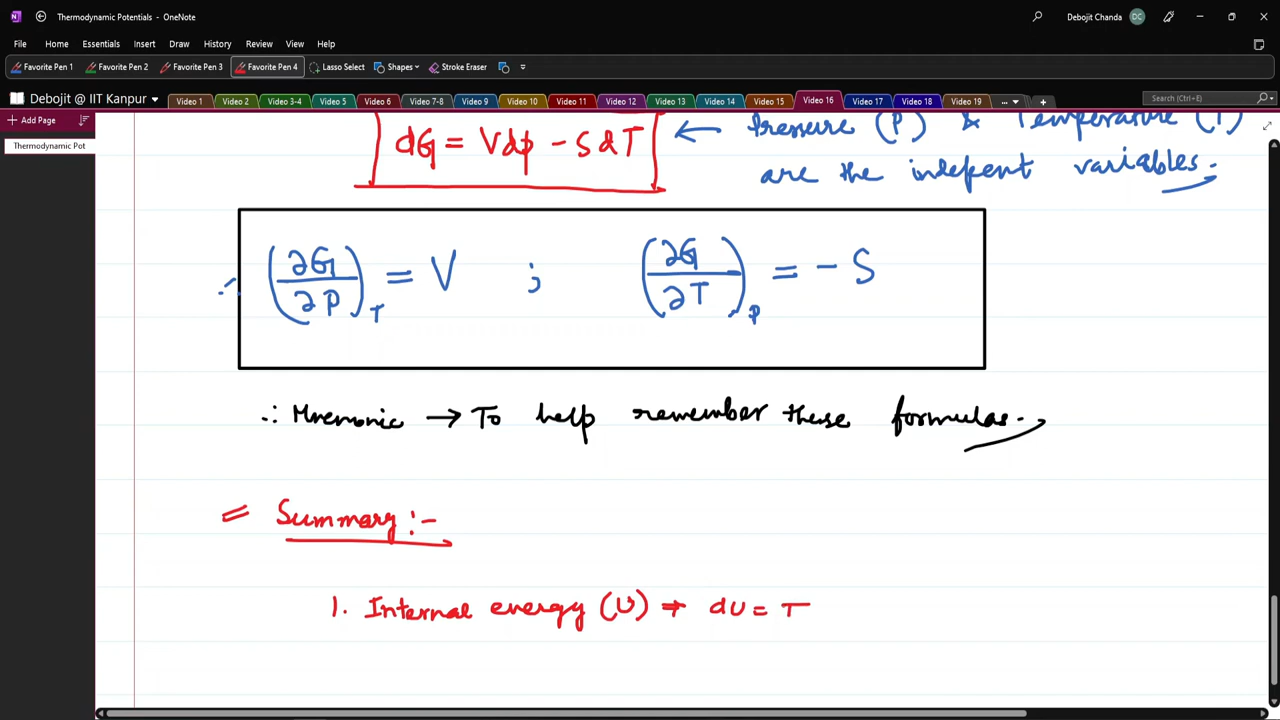 Thermodynamic Potentials - OneNote
Debojit Chanda DC
File Home Essentials Insert Draw History Review View Help
Favorite Pen 1 Favorite Pen 2 Favorite Pen 3 Favorite Pen 4 Lasso Select Shapes Stroke Eraser
Debojit @ IIT Kanpur Video 1 Video 2 Video 3-4 Video 5 Video 6 Video 7-8 Video 9 Video 10 Video 11 Video 12 Video 13 Video 14 Video 15 Video 16 Video 17 Video 18 Video 19 ... Search (Ctrl+E)
Add Page
Thermodynamic Pot
dG = Vdp - SdT ← Pressure (P) & Temperature (T)
are the indepent variables.
∴ (∂G/∂P)_T = V ; (∂G/∂T)_P = - S
∴ Mnemonic → To help remember these formulas.
= Summary :-
1. Internal energy (U) → dU = T